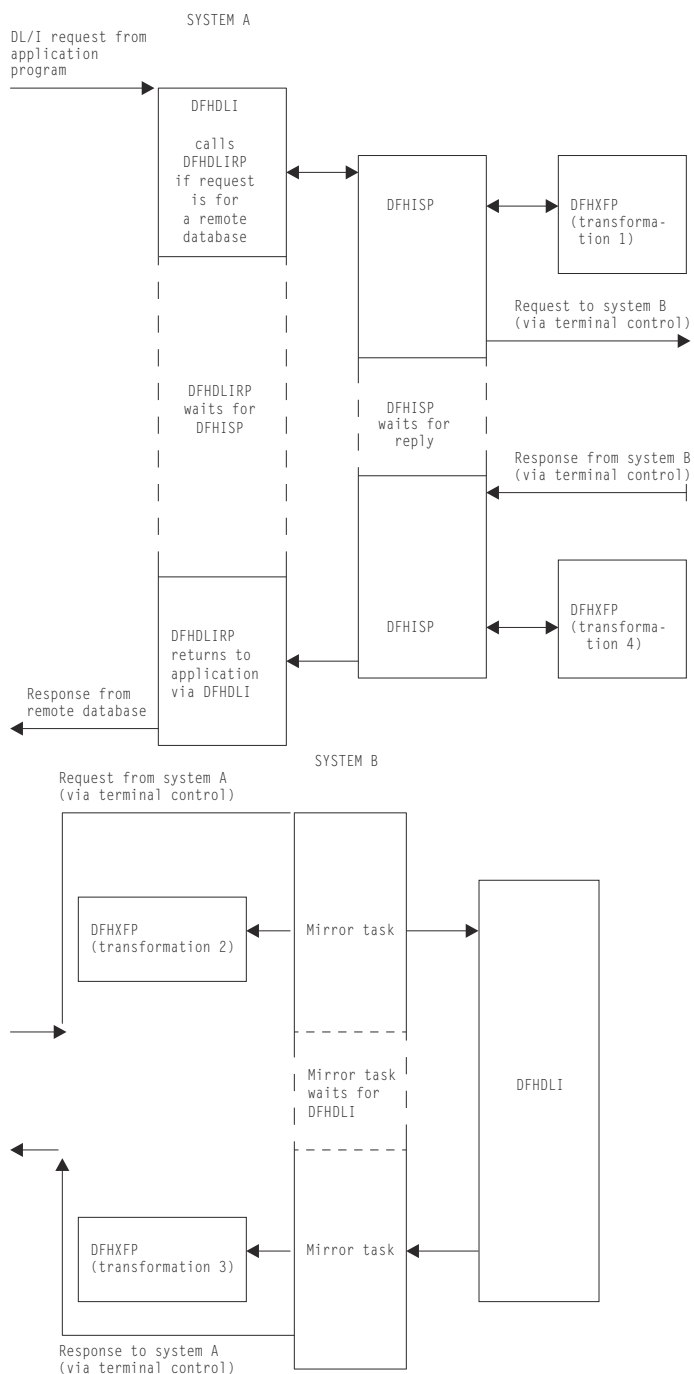 SYSTEM A
DL/I request from
application
program
DFHDLI
calls
DFHDLIRP
if request
is for
a remote
database
DFHISP
DFHXFP
(transforma-
tion 1)
Request to system B
(via terminal control)
DFHDLIRP
waits for
DFHISP
DFHISP
waits for
reply
Response from system B
(via terminal control)
DFHDLIRP
returns to
application
via DFHDLI
DFHISP
DFHXFP
(transforma-
tion 4)
Response from
remote database
SYSTEM B
Request from system A
(via terminal control)
DFHXFP
(transformation 2)
Mirror task
Mirror task
waits for
DFHDLI
DFHDLI
DFHXFP
(transformation 3)
Mirror task
Response to system A
(via terminal control)